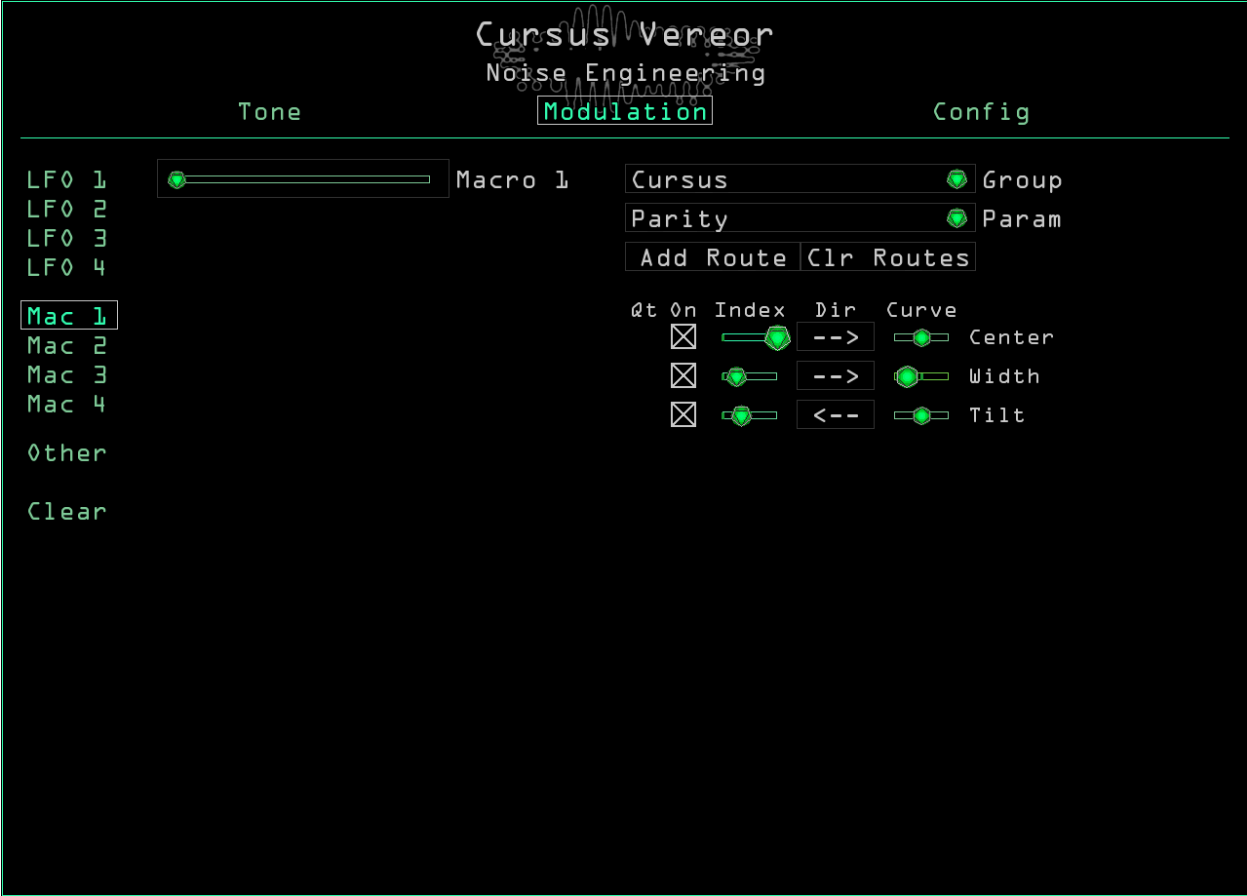 Cursus Vereor
Noise Engineering
Tone Modulation Config
LFO 1 Macro 1 Cursus Group
LFO 2 Parity Param
LFO 3 Add Route Clr Routes
LFO 4
Qt On Index Dir Curve
Mac 1 --> Center
Mac 2
Mac 3 --> Width
Mac 4 <-- Tilt
Other
Clear